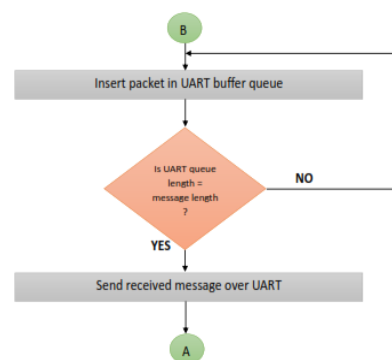 B
Insert packet in UART buffer queue
Is UART queue
length =
message length
?
NO
YES
Send received message over UART
A